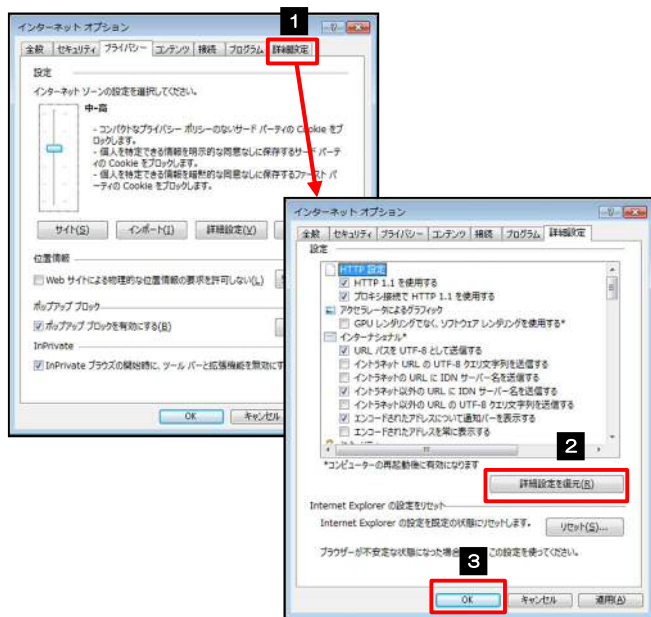 1
インターネット オプション
全般 セキュリティ プライバシー コンテンツ 接続 プログラム 詳細設定
設定
インターネット ゾーンの設定を選択してください。
中-高
- コンパクトなプライバシー ポリシーのないサード パーティの Cookie をブ
ロックします。
- 個人を特定できる情報を明示的な同意なしに保存するサード パーテ
ィの Cookie をブロックします。
- 個人を特定できる情報を暗黙的な同意なしに保存するファースト パ
ーティの Cookie をブロックします。
サイト(S) インポート(I) 詳細設定(V)
位置情報
Web サイトによる物理的な位置情報の要求を許可しない(L)
ポップアップ ブロック
ポップアップ ブロックを有効にする(B)
InPrivate
InPrivate ブラウズの開始時に、ツール バーと拡張機能を無効にす
OK キャンセル
インターネット オプション
全般 セキュリティ プライバシー コンテンツ 接続 プログラム 詳細設定
設定
HTTP 設定
HTTP 1.1 を使用する
プロキシ接続で HTTP 1.1 を使用する
アクセラレータによるグラフィック
GPU レンダリングでなく、ソフトウェア レンダリングを使用する*
インターナショナル*
URL パスを UTF-8 として送信する
イントラネット URL の UTF-8 クエリ文字列を送信する
イントラネットの URL に IDN サーバー名を送信する
イントラネット以外の URL に IDN サーバー名を送信する
イントラネット以外の URL の UTF-8 クエリ文字列を送信する
エンコードされたアドレスについて通知バーを表示する
エンコードされたアドレスを常に表示する
2
*コンピューターの再起動後に有効になります
詳細設定を復元(R)
Internet Explorer の設定をリセット
Internet Explorer の設定を既定の状態にリセットします。
リセット(S)...
ブラウザーが不安定な状態になった場合 この設定を使ってください。
3
OK キャンセル 適用(A)